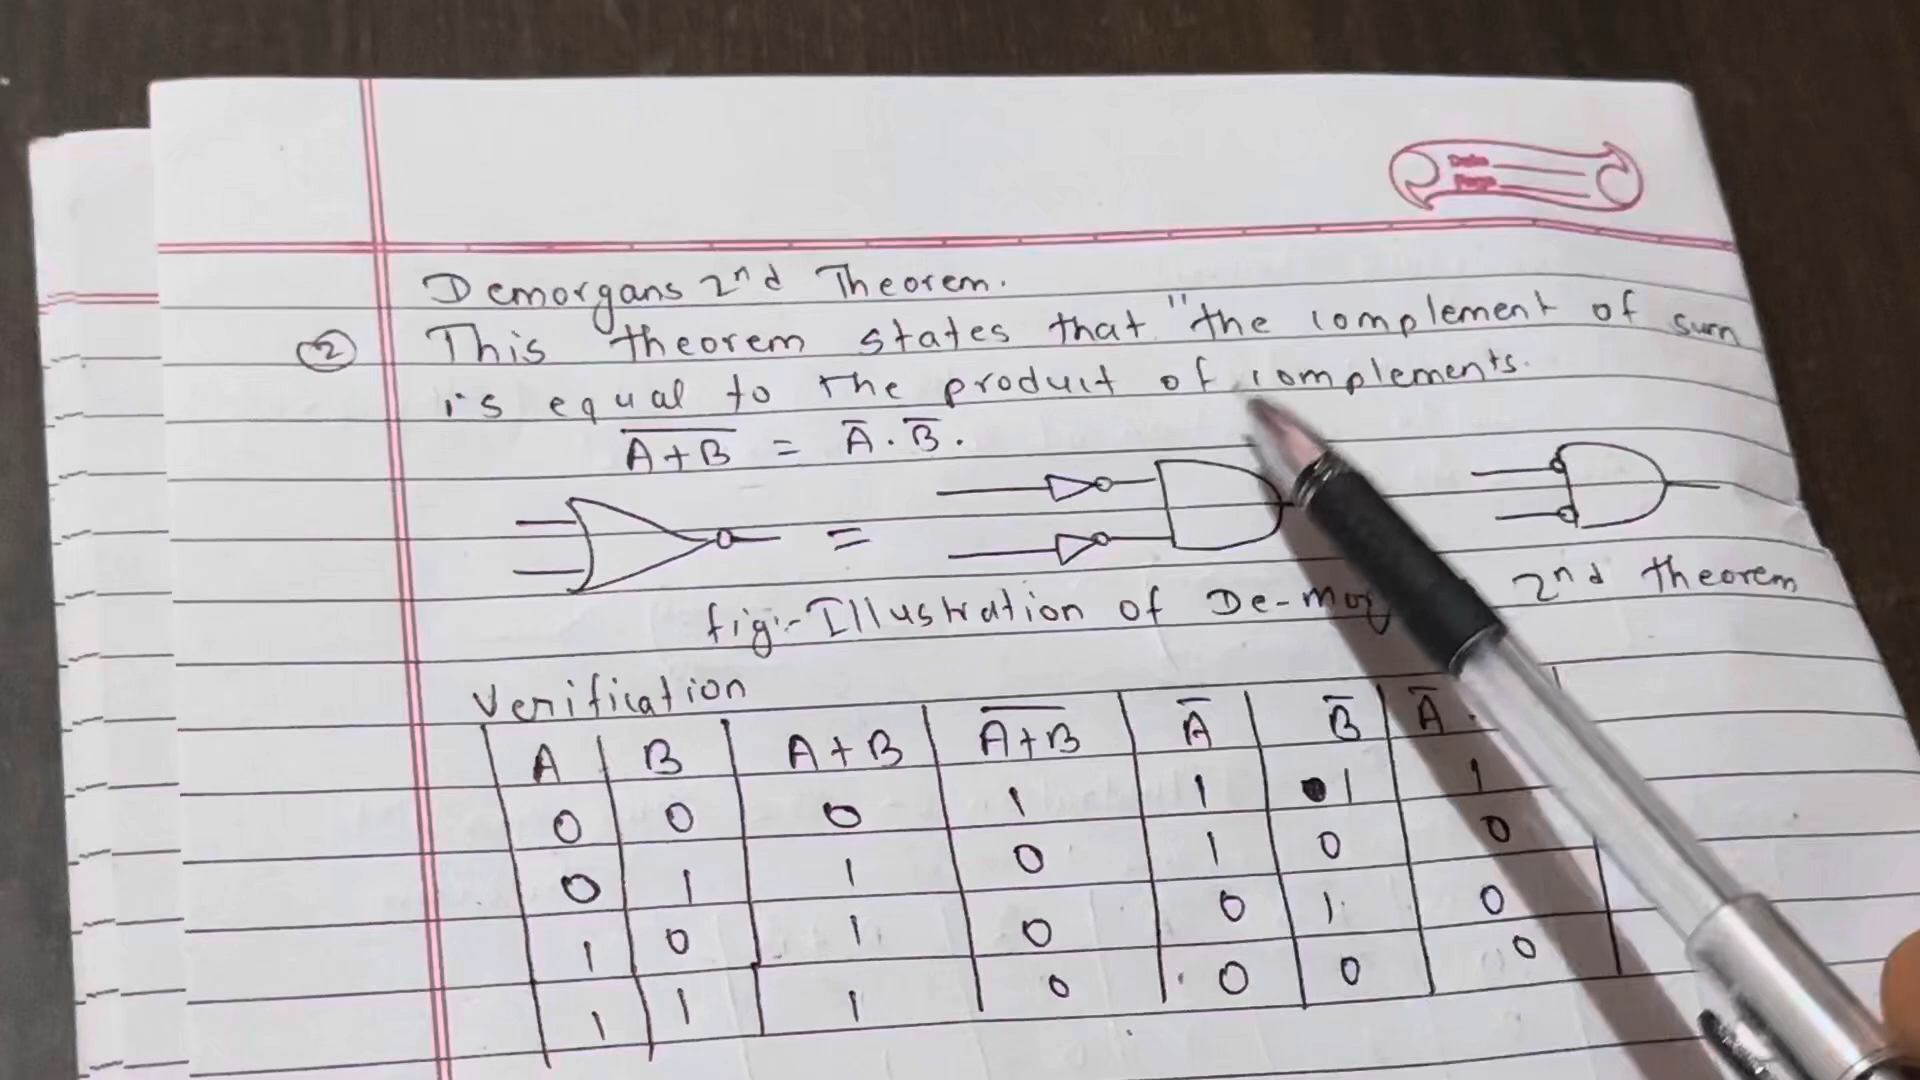 Date
Page
Demorgans 2nd Theorem.
② This theorem states that "the complement of sum
is equal to the product of complements.
A̅+̅B̅ = A̅ . B̅ .
=
fig:- Illustration of De-mor 2nd theorem
Verification
A B A+B A̅+̅B̅ A̅ B̅ A̅ .
0 0 0 1 1 1 1
0 1 1 0 1 0 0
1 0 1 0 0 1 0
1 1 1 0 0 0 0